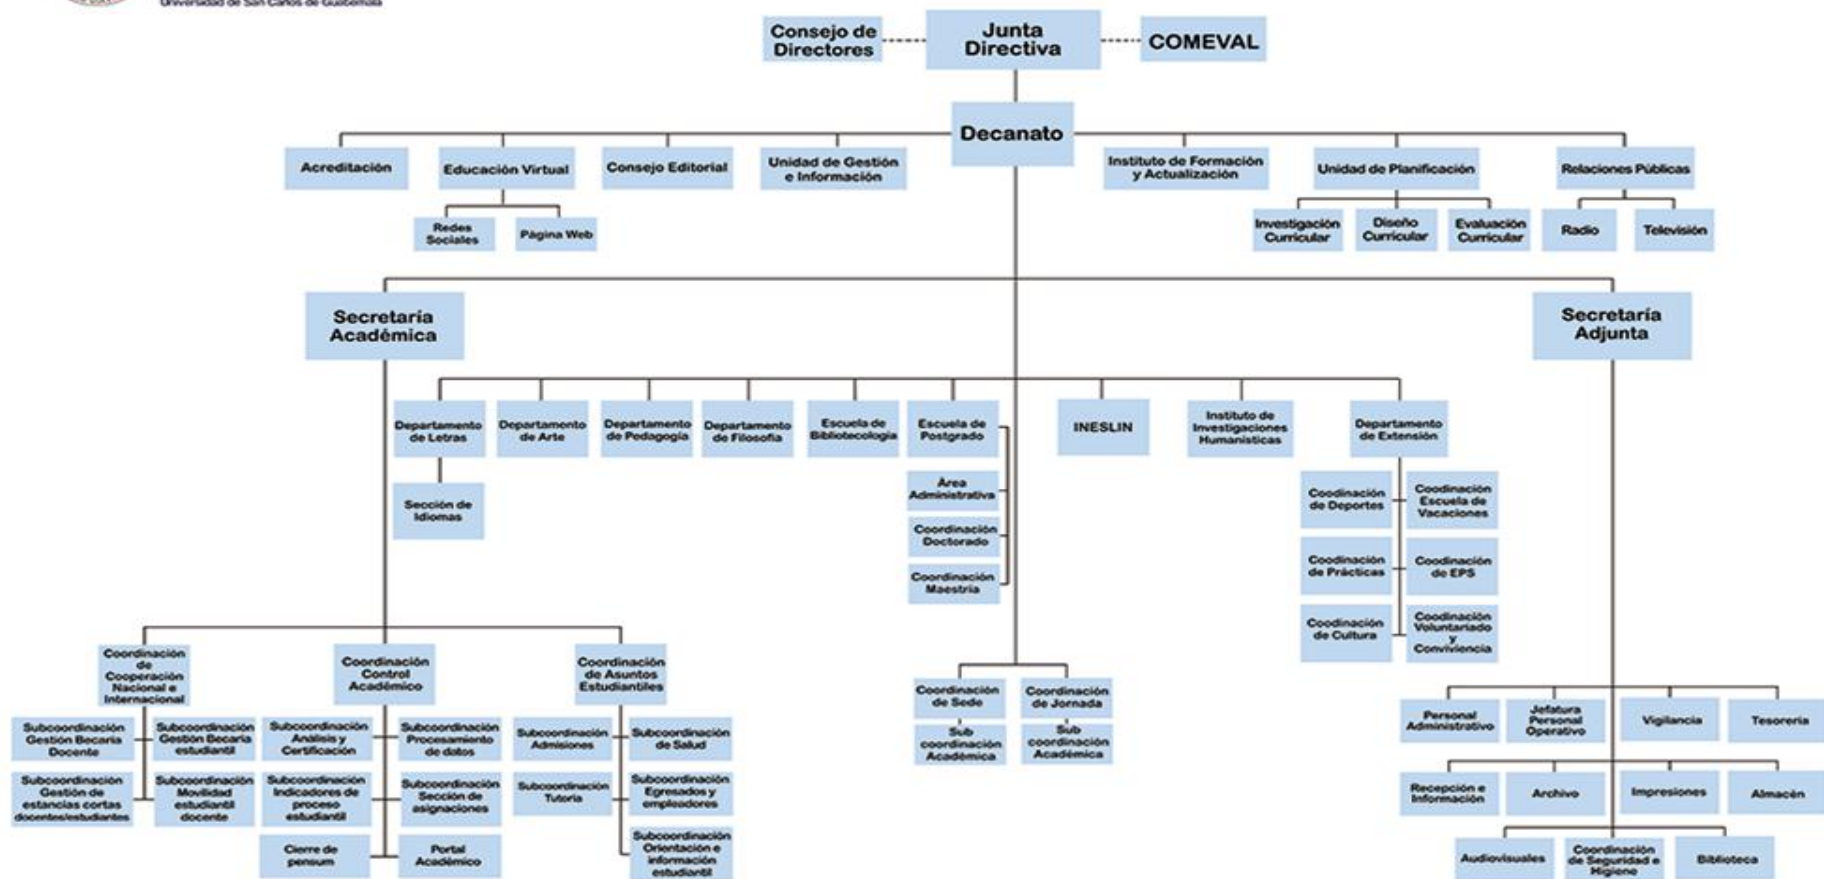 Universidad de San Carlos de Guatemala
Consejo de
Directores
Junta
Directiva
COMEVAL
Decanato
Acreditación
Educación Virtual
Consejo Editorial
Unidad de Gestión
e Información
Instituto de Formación
y Actualización
Unidad de Planificación
Relaciones Públicas
Redes
Sociales
Página Web
Investigación
Curricular
Diseño
Curricular
Evaluación
Curricular
Radio
Televisión
Secretaría
Académica
Secretaría
Adjunta
Departamento
de Letras
Departamento
de Arte
Departamento
de Pedagogía
Departamento
de Filosofía
Escuela de
Bibliotecología
Escuela de
Postgrado
INESLIN
Instituto de
Investigaciones
Humanísticas
Departamento
de Extensión
Sección de
Idiomas
Área
Administrativa
Coordinación
Doctorado
Coordinación
Maestría
Coodinación
de Deportes
Coodinación
Escuela de
Vacaciones
Coodinación
de Prácticas
Coodinación
de EPS
Coodinación
de Cultura
Coodinación
Voluntariado
y
Conviviencia
Coordinación
de
Cooperación
Nacional e
Internacional
Coordinación
Control
Académico
Coordinación
de Asuntos
Estudiantiles
Subcoordinación
Gestión Becaria
Docente
Subcoordinación
Gestión Becaria
estudiantil
Subcoordinación
Análisis y
Certificación
Subcoordinación
Procesamiento
de datos
Subcoordinación
Admisiones
Subcoordinación
de Salud
Subcoordinación
Gestión de
estancias cortas
docentes/estudiantes
Subcoordinación
Movilidad
estudiantil
docente
Subcoordinación
Indicadores de
proceso
estudiantil
Subcoordinación
Sección de
asignaciones
Subcoordinación
Tutoría
Subcoordinación
Egresados y
empleadores
Cierre de
pensum
Portal
Académico
Subcoordinación
Orientación e
información
estudiantil
Coordinación
de Sede
Coordinación
de Jornada
Sub
coordinación
Académica
Sub
coordinación
Académica
Personal
Administrativo
Jefatura
Personal
Operativo
Vigilancia
Tesorería
Recepción e
Información
Archivo
Impresiones
Almacén
Audiovisuales
Coordinación
de Seguridad e
Higiene
Biblioteca